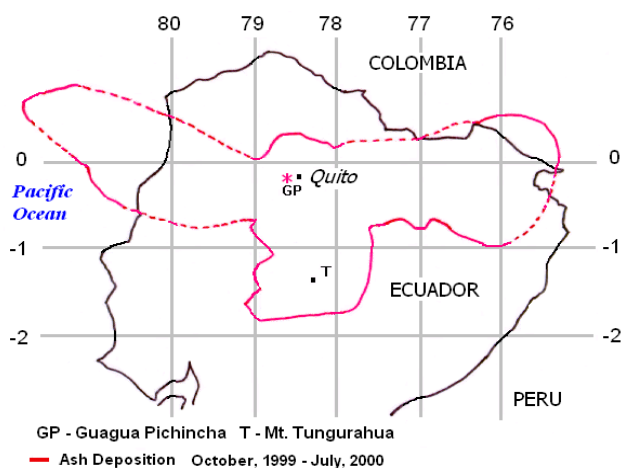 80 79 78 77 76
COLOMBIA
0 0
Quito
GP
Pacific
Ocean
-1 -1
T
ECUADOR
-2 -2
PERU
GP - Guagua Pichincha T - Mt. Tungurahua
Ash Deposition October, 1999 - July, 2000